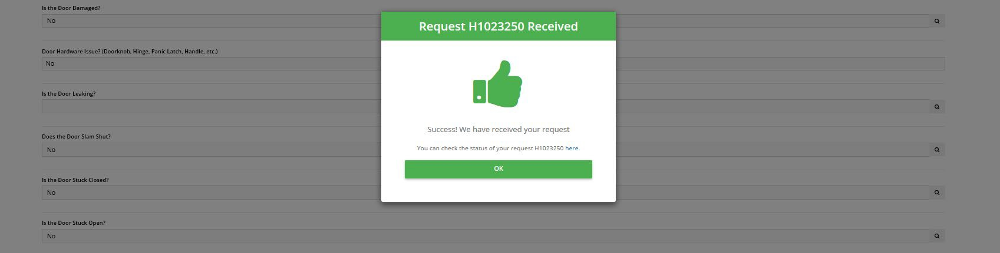 Is the Door Damaged?
No
Door Hardware Issue? (Doorknob, Hinge, Panic Latch, Handle, etc.)
No
Is the Door Leaking?
Does the Door Slam Shut?
No
Is the Door Stuck Closed?
No
Is the Door Stuck Open?
No
Request H1023250 Received
Success! We have received your request
You can check the status of your request H1023250 here.
OK